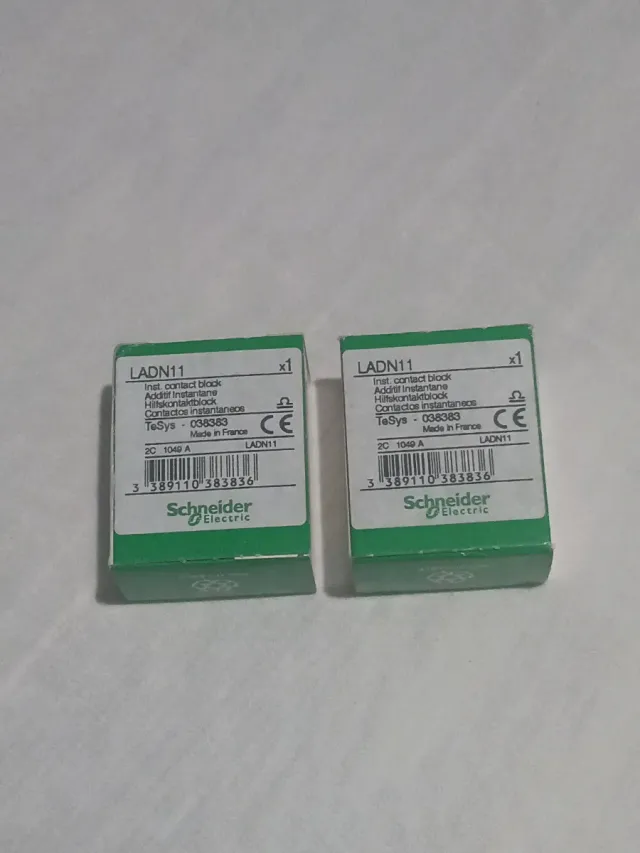 LADN11 x1
Inst. contact block
Additif Instantane
Hilfskontaktblock
Contactos instantaneos
TeSys - 038383
Made in France
CE
2C 1049 A LADN11
3 389110 383836
Schneider
Electric
LADN11 x1
Inst. contact block
Additif Instantane
Hilfskontaktblock
Contactos instantaneos
TeSys - 038383
Made in France
CE
2C 1049 A LADN11
3 389110 383836
Schneider
Electric